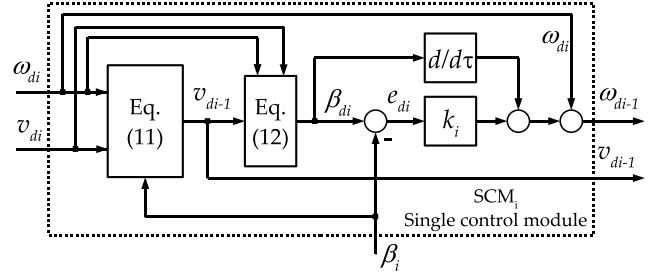 ω_di
d/dτ
ω_di
Eq. (11)
v_di-1
Eq. (12)
β_di
e_di
k_i
ω_di-1
v_di
-
v_di-1
SCM_i
Single control module
β_i